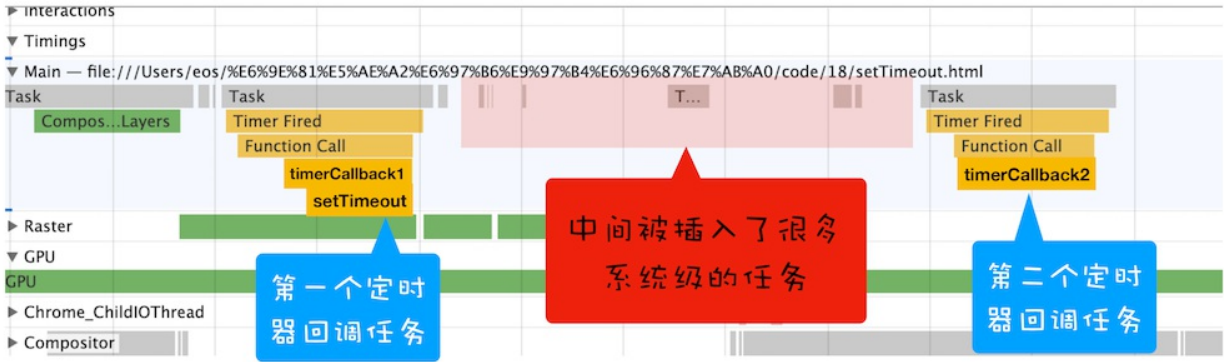 Interactions
Timings
Main — file:///Users/eos/%E6%9E%81%E5%AE%A2%E6%97%B6%E9%97%B4%E6%96%87%E7%AB%A0/code/18/setTimeout.html
Task
Task
T...
Task
Compos...Layers
Timer Fired
Timer Fired
Function Call
Function Call
timerCallback1
timerCallback2
setTimeout
Raster
中间被插入了很多
系统级的任务
GPU
GPU
第一个定时
器回调任务
第二个定时
器回调任务
Chrome_ChildIOThread
Compositor